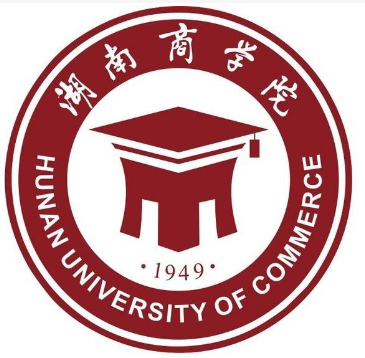 湖南商学院
·1949·
HUNAN UNIVERSITY OF COMMERCE